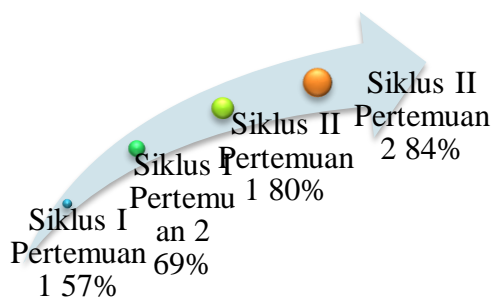 Siklus I
Pertemuan
1 57%
Siklus I
Pertemu
an 2
69%
Siklus II
Pertemuan
1 80%
Siklus II
Pertemuan
2 84%